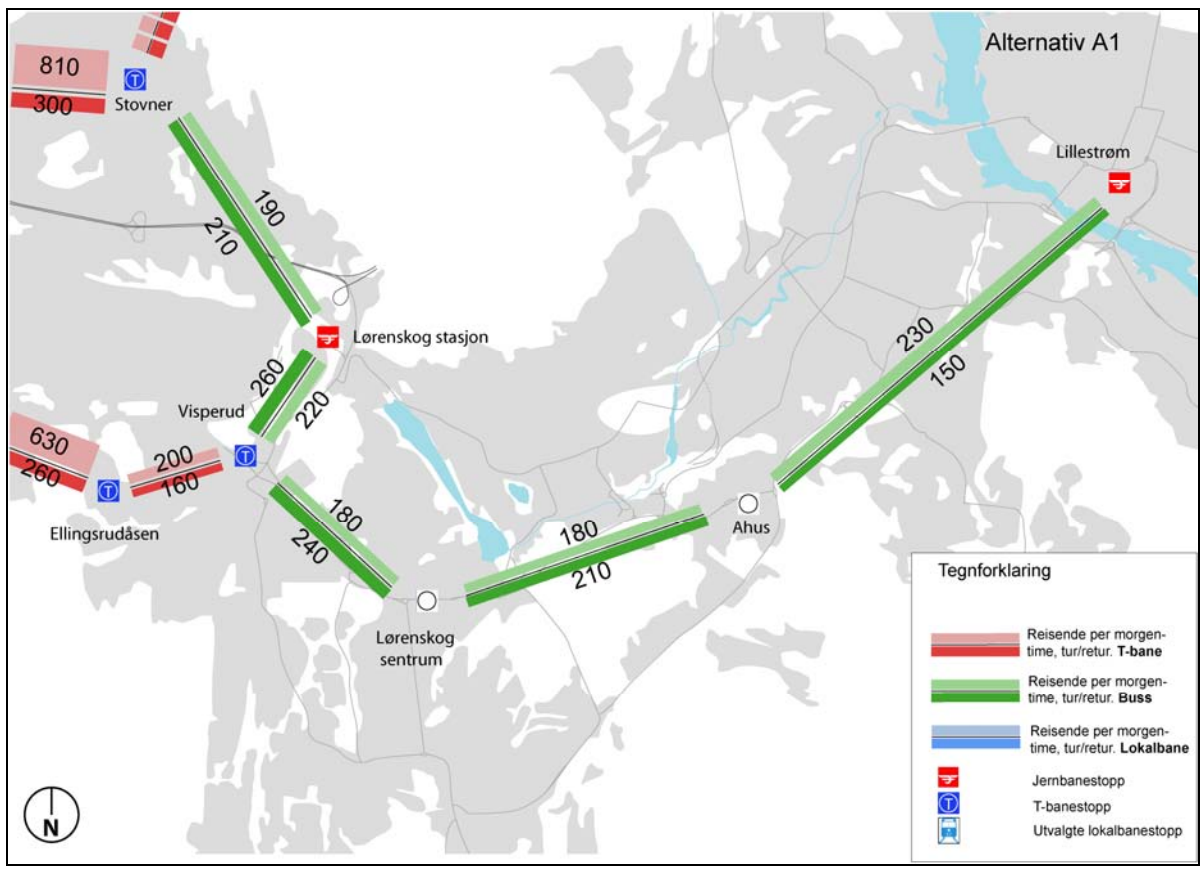 Alternativ A1
810
300
Stovner
Lillestrøm
190
210
Lørenskog stasjon
230
150
260
220
Visperud
630
260
200
160
Ellingsrudåsen
180
240
180
210
Ahus
Lørenskog
sentrum
Tegnforklaring
Reisende per morgen-
time, tur/retur. T-bane
Reisende per morgen-
time, tur/retur. Buss
Reisende per morgen-
time, tur/retur. Lokalbane
Jernbanestopp
T
T-banestopp
Utvalgte lokalbanestopp
T
T
T
N